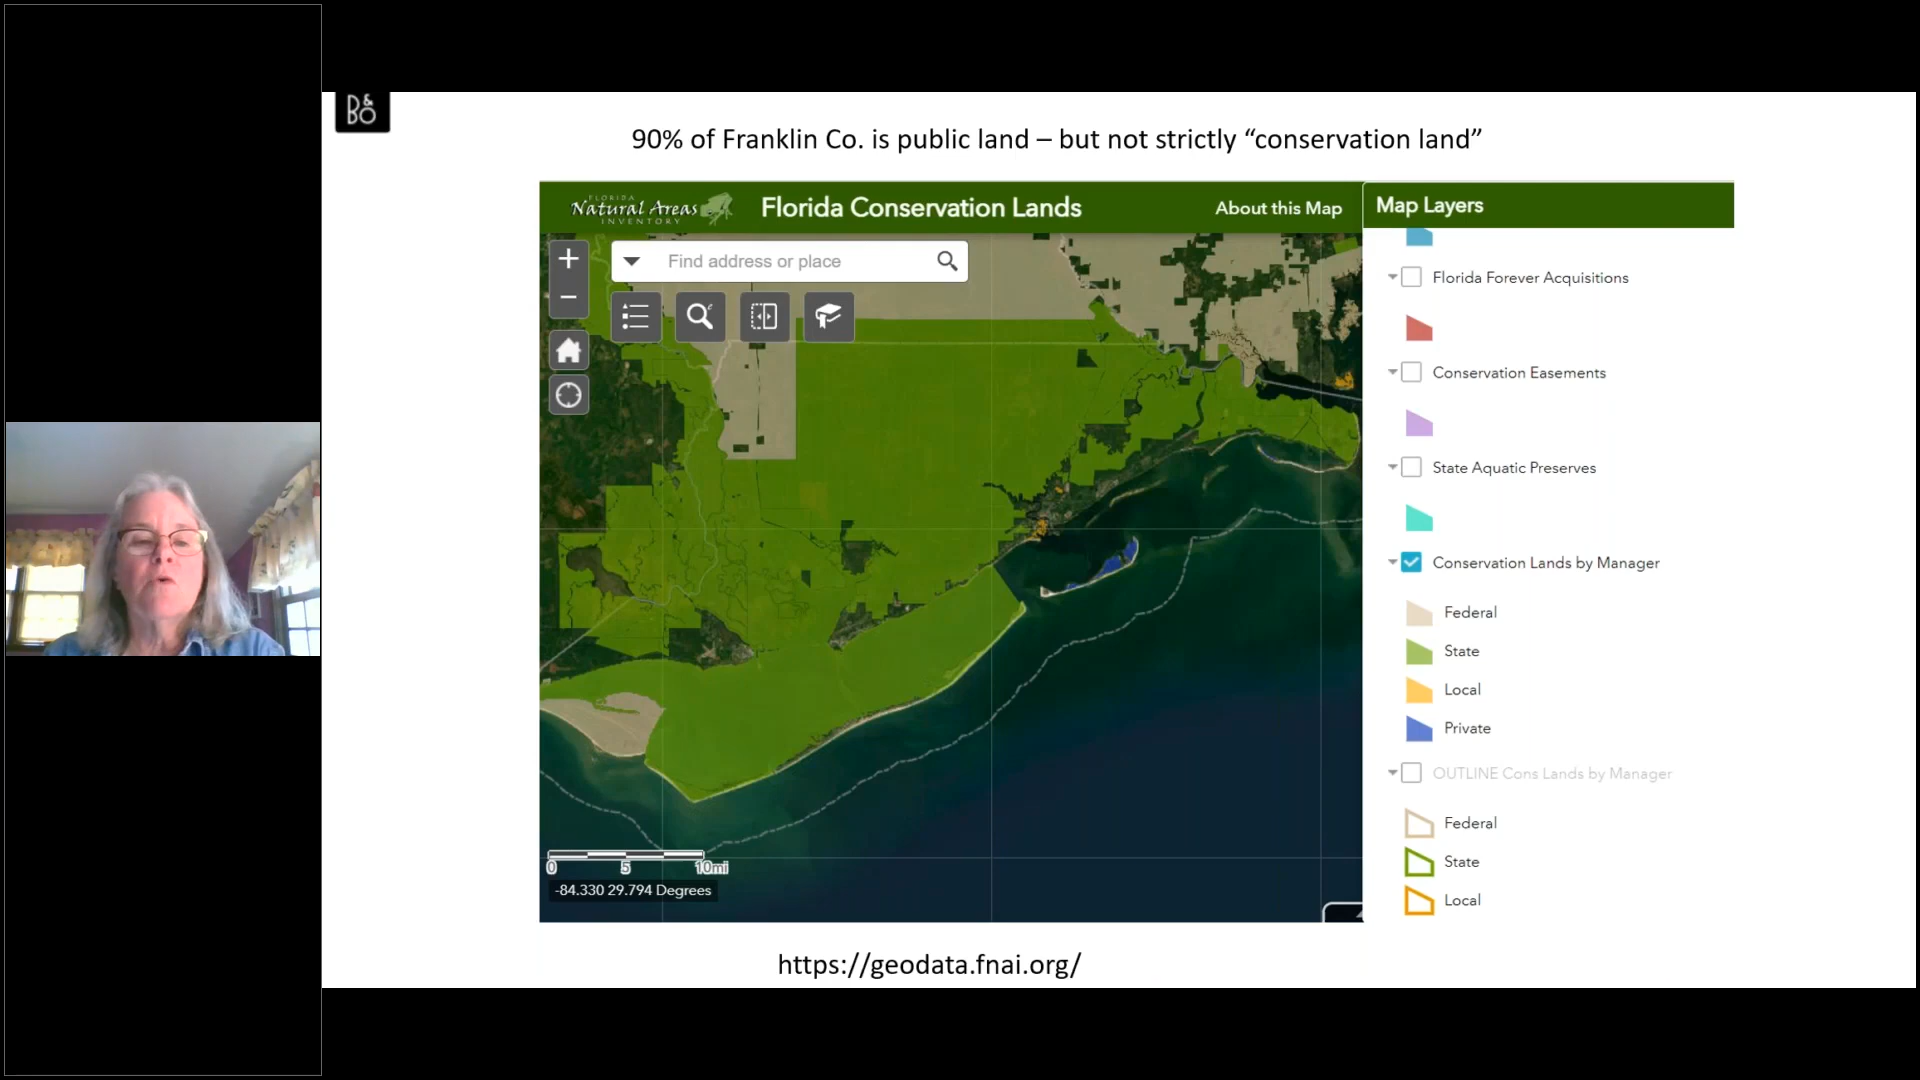 B&O
90% of Franklin Co. is public land – but not strictly “conservation land”
FLORIDA
Natural Areas
INVENTORY
Florida Conservation Lands
About this Map
Map Layers
+
Find address or place
−
Florida Forever Acquisitions
Conservation Easements
State Aquatic Preserves
Conservation Lands by Manager
Federal
State
Local
Private
OUTLINE Cons Lands by Manager
Federal
State
Local
0 5 10mi
-84.330 29.794 Degrees
https://geodata.fnai.org/